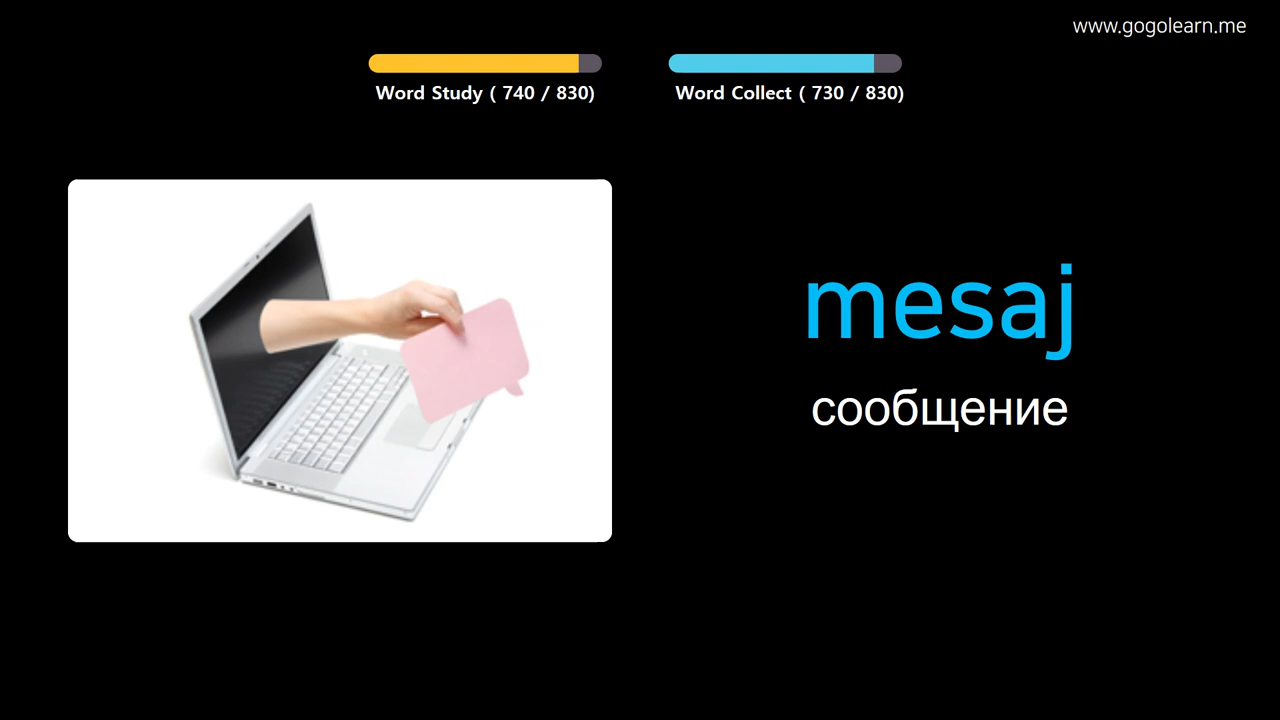 www.gogolearn.me
Word Study ( 740 / 830)
Word Collect ( 730 / 830)
mesaj
сообщение